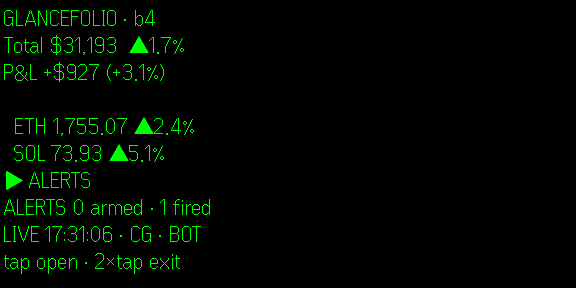 GLANCEFOLIO · b4
Total $31,193 ▲1.7%
P&L +$927 (+3.1%)
ETH 1,755.07 ▲2.4%
SOL 73.93 ▲5.1%
▶ ALERTS
ALERTS 0 armed · 1 fired
LIVE 17:31:06 · CG · BOT
tap open · 2×tap exit